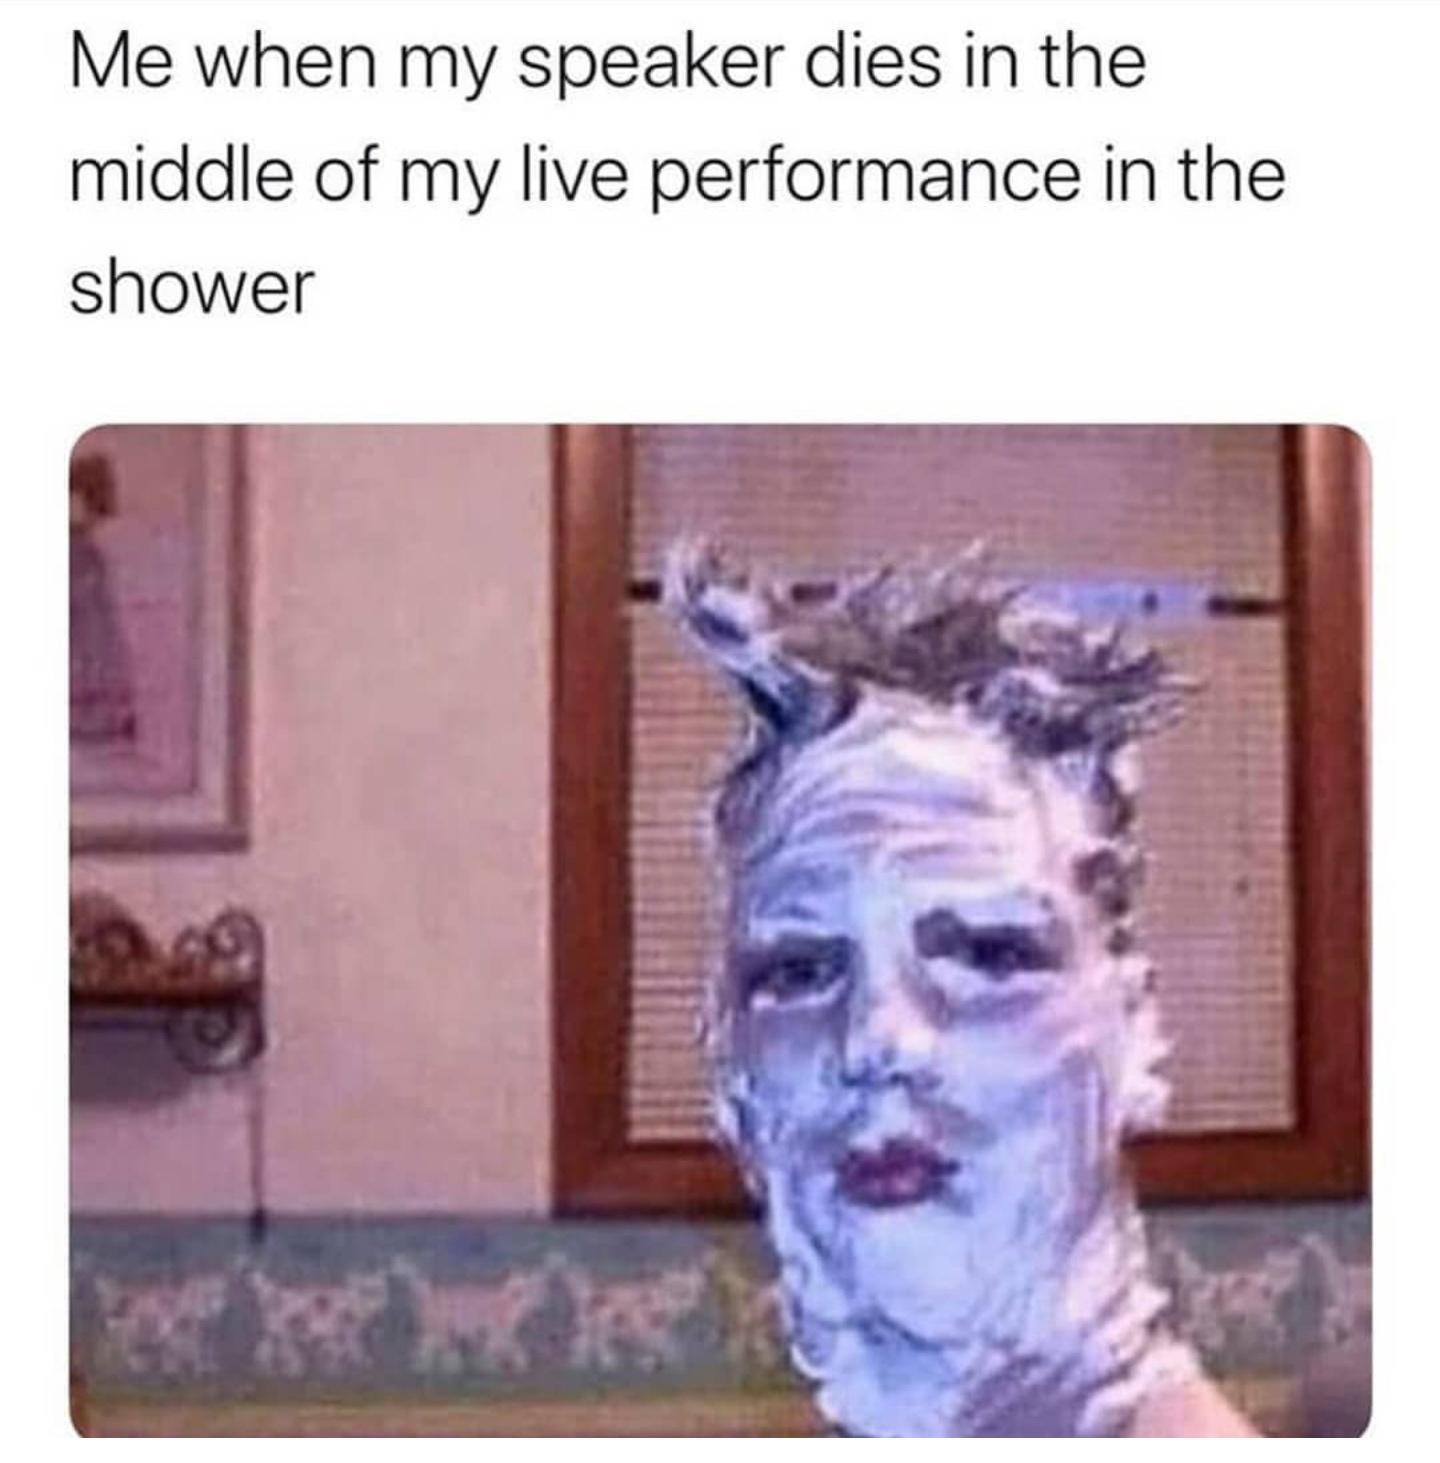 Me when my speaker dies in the
middle of my live performance in the
shower